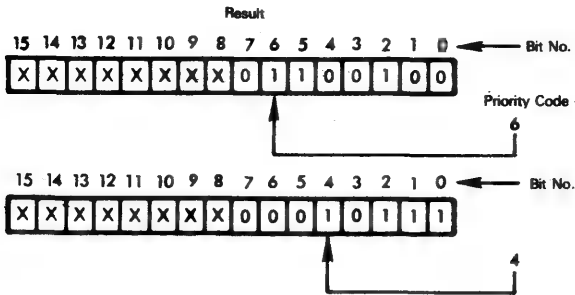 Result
15 14 13 12 11 10 9 8 7 6 5 4 3 2 1 0 Bit No.
X X X X X X X X 0 1 1 0 0 1 0 0
Priority Code
6
15 14 13 12 11 10 9 8 7 6 5 4 3 2 1 0 Bit No.
X X X X X X X X 0 0 0 1 0 1 1 1
4